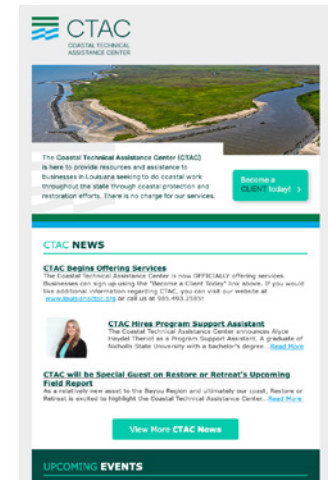 CTAC
COASTAL TECHNICAL
ASSISTANCE CENTER
The Coastal Technical Assistance Center (CTAC)
is here to provide resources and assistance to
businesses in Louisiana seeking to do coastal work
throughout the state through coastal protection and
restoration efforts. There is no charge for our services.
Become a
CLIENT today! >
CTAC NEWS
CTAC Begins Offering Services
The Coastal Technical Assistance Center is now OFFICIALLY offering services.
Businesses can sign up using the "Become a Client Today" link above. If you would
like additional information regarding CTAC, you can visit our website at
www.louisianactac.org or call us at 985.493.2585!
CTAC Hires Program Support Assistant
The Coastal Technical Assistance Center announces Alyce
Haydel Theriot as a Program Support Assistant. A graduate of
Nicholls State University with a bachelor's degree...Read More
CTAC will be Special Guest on Restore or Retreat's Upcoming
Field Report
As a relatively new asset to the Bayou Region and ultimately our coast, Restore or
Retreat is excited to highlight the Coastal Technical Assistance Center...Read More
View More CTAC News
UPCOMING EVENTS